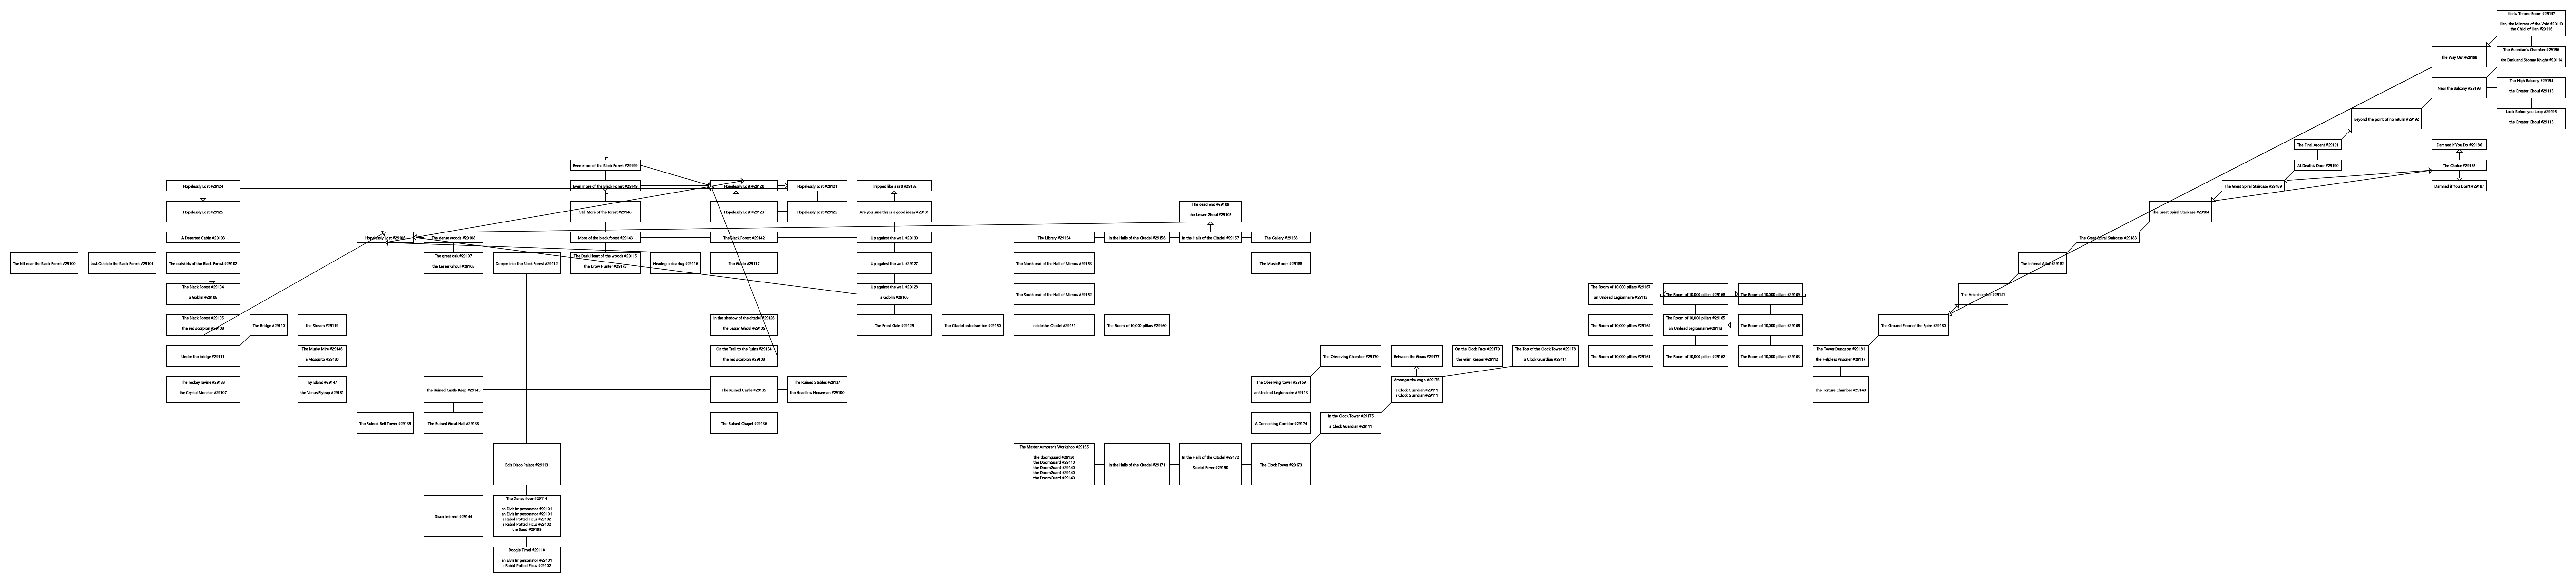 Ilian's Throne Room #29197
Ilian, the Mistress of the Void #29118
the Child of Ilian #29116
The Guardian's Chamber #29196
the Dark and Stormy Knight #29114
The Way Out #29188
The High Balcony #29194
the Greater Ghoul #29115
Near the Balcony #29193
Look Before you Leap #29195
the Greater Ghoul #29115
Beyond the point of no return #29192
The Final Ascent #29191
Damned If You Do #29186
At Death's Door #29190
The Choice #29185
The Great Spiral Staircase #29189
Damned If You Don't #29187
The Great Spiral Staircase #29184
The Great Spiral Staircase #29183
The Infernal Altar #29182
The Antechamber #29141
The Ground Floor of the Spire #29180
The Tower Dungeon #29181
the Helpless Prisoner #29117
The Torture Chamber #29140
Even more of the Black Forest #29199
Even more of the Black Forest #29149
Still More of the forest #29148
More of the black forest #29143
Hopelessly Lost #29124
Hopelessly Lost #29125
Hopelessly Lost #29120
Hopelessly Lost #29121
Hopelessly Lost #29123
Hopelessly Lost #29122
Trapped like a rat! #29132
Are you sure this is a good idea? #29131
A Deserted Cabin #29103
Hopelessly Lost #29106
The dense woods #29108
The Black Forest #29142
Up against the wall. #29130
The hill near the Black Forest #29100
Just Outside the Black Forest #29101
The outskirts of the Black Forest #29102
The great oak #29107
the Lesser Ghoul #29105
Deeper into the Black Forest #29112
The Dark Heart of the woods #29115
the Drow Hunter #29175
Nearing a clearing #29116
The Glade #29117
Up against the wall. #29127
The Black Forest #29104
a Goblin #29106
Up against the wall. #29128
a Goblin #29106
The Black Forest #29105
the red scorpion #29108
The Bridge #29110
the Stream #29119
In the shadow of the citadel #29126
the Lesser Ghoul #29105
The Front Gate #29129
The Citadel antechamber #29150
Inside the Citadel #29151
The Room of 10,000 pillars #29160
Under the bridge #29111
The Murky Mire #29146
a Mosquito #29180
On the Trail to the Ruins #29134
the red scorpion #29108
The rocky ravine #29133
the Crystal Monster #29107
Ivy Island #29147
the Venus Flytrap #29181
The Ruined Castle Keep #29145
The Ruined Castle #29135
The Ruined Stables #29137
the Headless Horseman #29100
The Ruined Bell Tower #29139
The Ruined Great Hall #29138
The Ruined Chapel #29136
Ed's Disco Palace #29113
Disco Inferno! #29144
The Dance floor #29114
an Elvis Impersonator #29101
an Elvis Impersonator #29101
a Rabid Potted Ficus #29102
a Rabid Potted Ficus #29102
the Band #29199
Boogie Time! #29118
an Elvis Impersonator #29101
a Rabid Potted Ficus #29102
The dead end #29109
the Lesser Ghoul #29105
The Library #29154
In the Halls of the Citadel #29156
In the Halls of the Citadel #29157
The Gallery #29158
The North end of the Hall of Mirrors #29153
The Music Room #29168
The South end of the Hall of Mirrors #29152
The Room of 10,000 pillars #29167
an Undead Legionnaire #29113
The Room of 10,000 pillars #29168
The Room of 10,000 pillars #29169
The Room of 10,000 pillars #29164
The Room of 10,000 pillars #29165
an Undead Legionnaire #29113
The Room of 10,000 pillars #29166
The Room of 10,000 pillars #29161
The Room of 10,000 pillars #29162
The Room of 10,000 pillars #29163
The Observing Chamber #29170
Between the Gears #29177
On the Clock Face #29179
the Grim Reaper #29112
The Top of the Clock Tower #29178
a Clock Guardian #29111
The Observing tower #29159
an Undead Legionnaire #29113
Amongst the cogs. #29176
a Clock Guardian #29111
a Clock Guardian #29111
A Connecting Corridor #29174
In the Clock Tower #29175
a Clock Guardian #29111
The Master Armorer's Workshop #29155
the doomguard #29130
the DoomGuard #29110
the DoomGuard #29140
the DoomGuard #29140
the DoomGuard #29140
In the Halls of the Citadel #29171
In the Halls of the Citadel #29172
Scarlet Fever #29150
The Clock Tower #29173